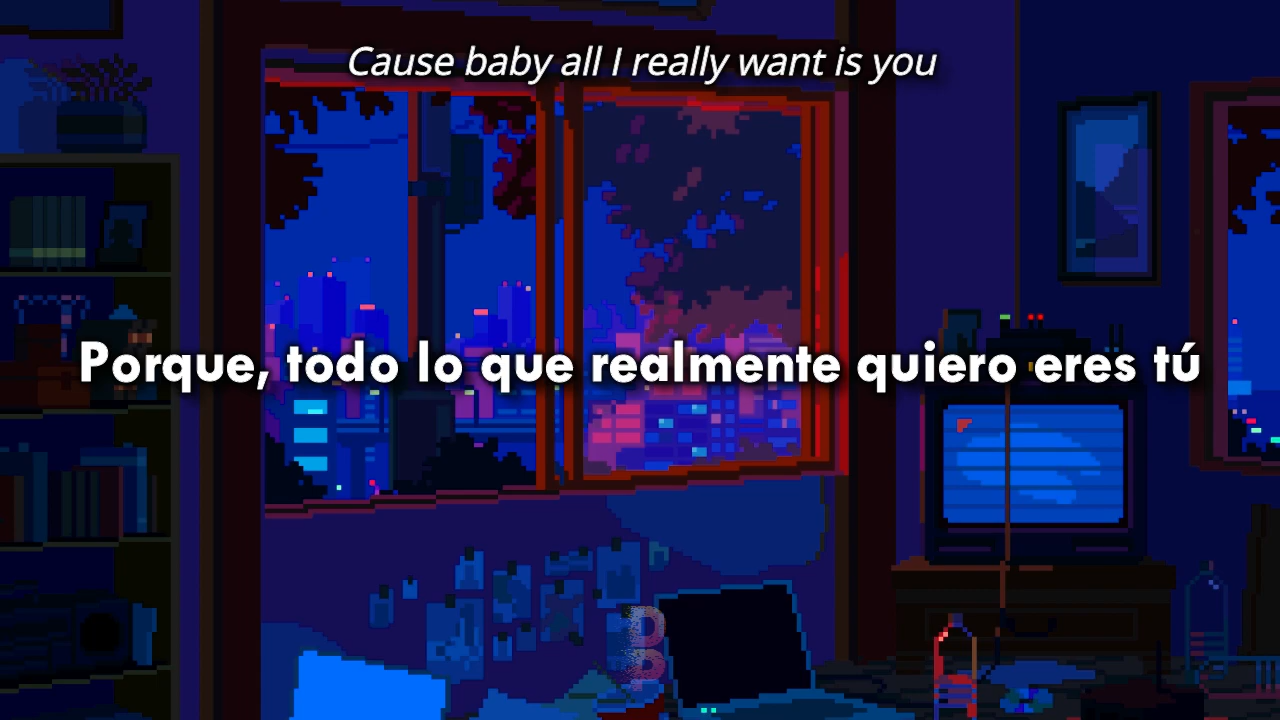 Cause baby all I really want is you
Porque, todo lo que realmente quiero eres tú